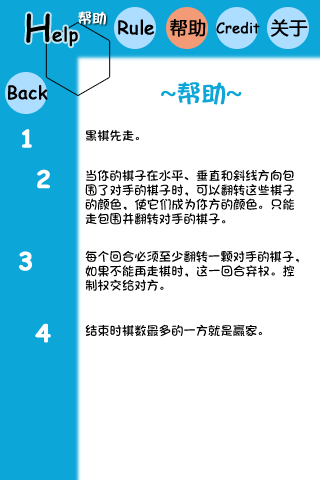 Help 帮助 Rule 帮助 Credit 关于
Back
~帮助~
1 黑棋先走。
2 当你的棋子在水平、垂直和斜线方向包
围了对手的棋子时，可以翻转这些棋子
的颜色，使它们成为你方的颜色。只能
走包围并翻转对手的棋子。
3 每个回合必须至少翻转一颗对手的棋子，
如果不能再走棋时，这一回合弃权。控
制权交给对方。
4 结束时棋数最多的一方就是赢家。